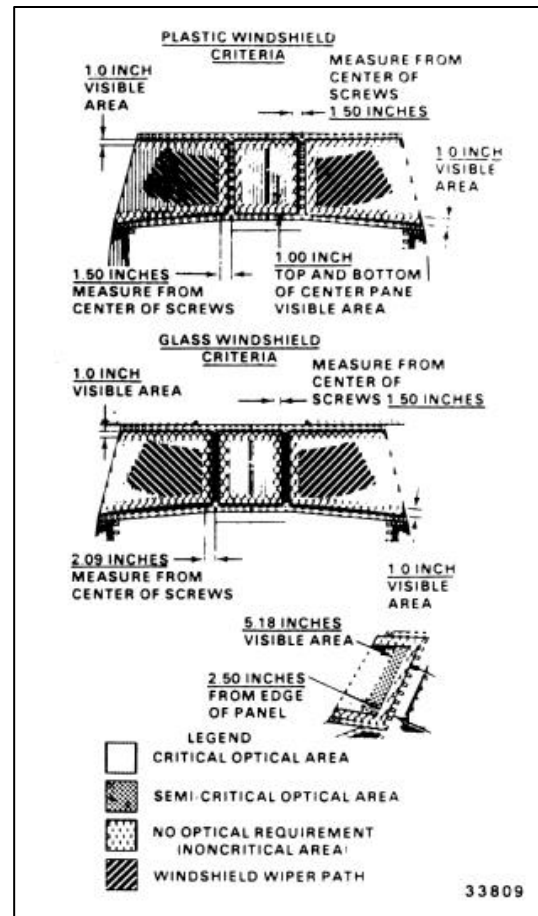 PLASTIC WINDSHIELD
CRITERIA
1.0 INCH
VISIBLE
AREA
MEASURE FROM
CENTER OF
SCREWS
1 50 INCHES
1 0 INCH
VISIBLE
AREA
1.50 INCHES
MEASURE FROM
CENTER OF SCREWS
1.00 INCH
TOP AND BOTTOM
OF CENTER PANE
VISIBLE AREA
GLASS WINDSHIELD
CRITERIA
1.0 INCH
VISIBLE AREA
MEASURE FROM
CENTER OF
SCREWS 1.50 INCHES
2.09 INCHES
MEASURE FROM
CENTER OF SCREWS
1 0 INCH
VISIBLE
AREA
5.18 INCHES
VISIBLE AREA
2.50 INCHES
FROM EDGE
OF PANEL
LEGEND
CRITICAL OPTICAL AREA
SEMI-CRITICAL OPTICAL AREA
NO OPTICAL REQUIREMENT
(NONCRITICAL AREA)
WINDSHIELD WIPER PATH
33809